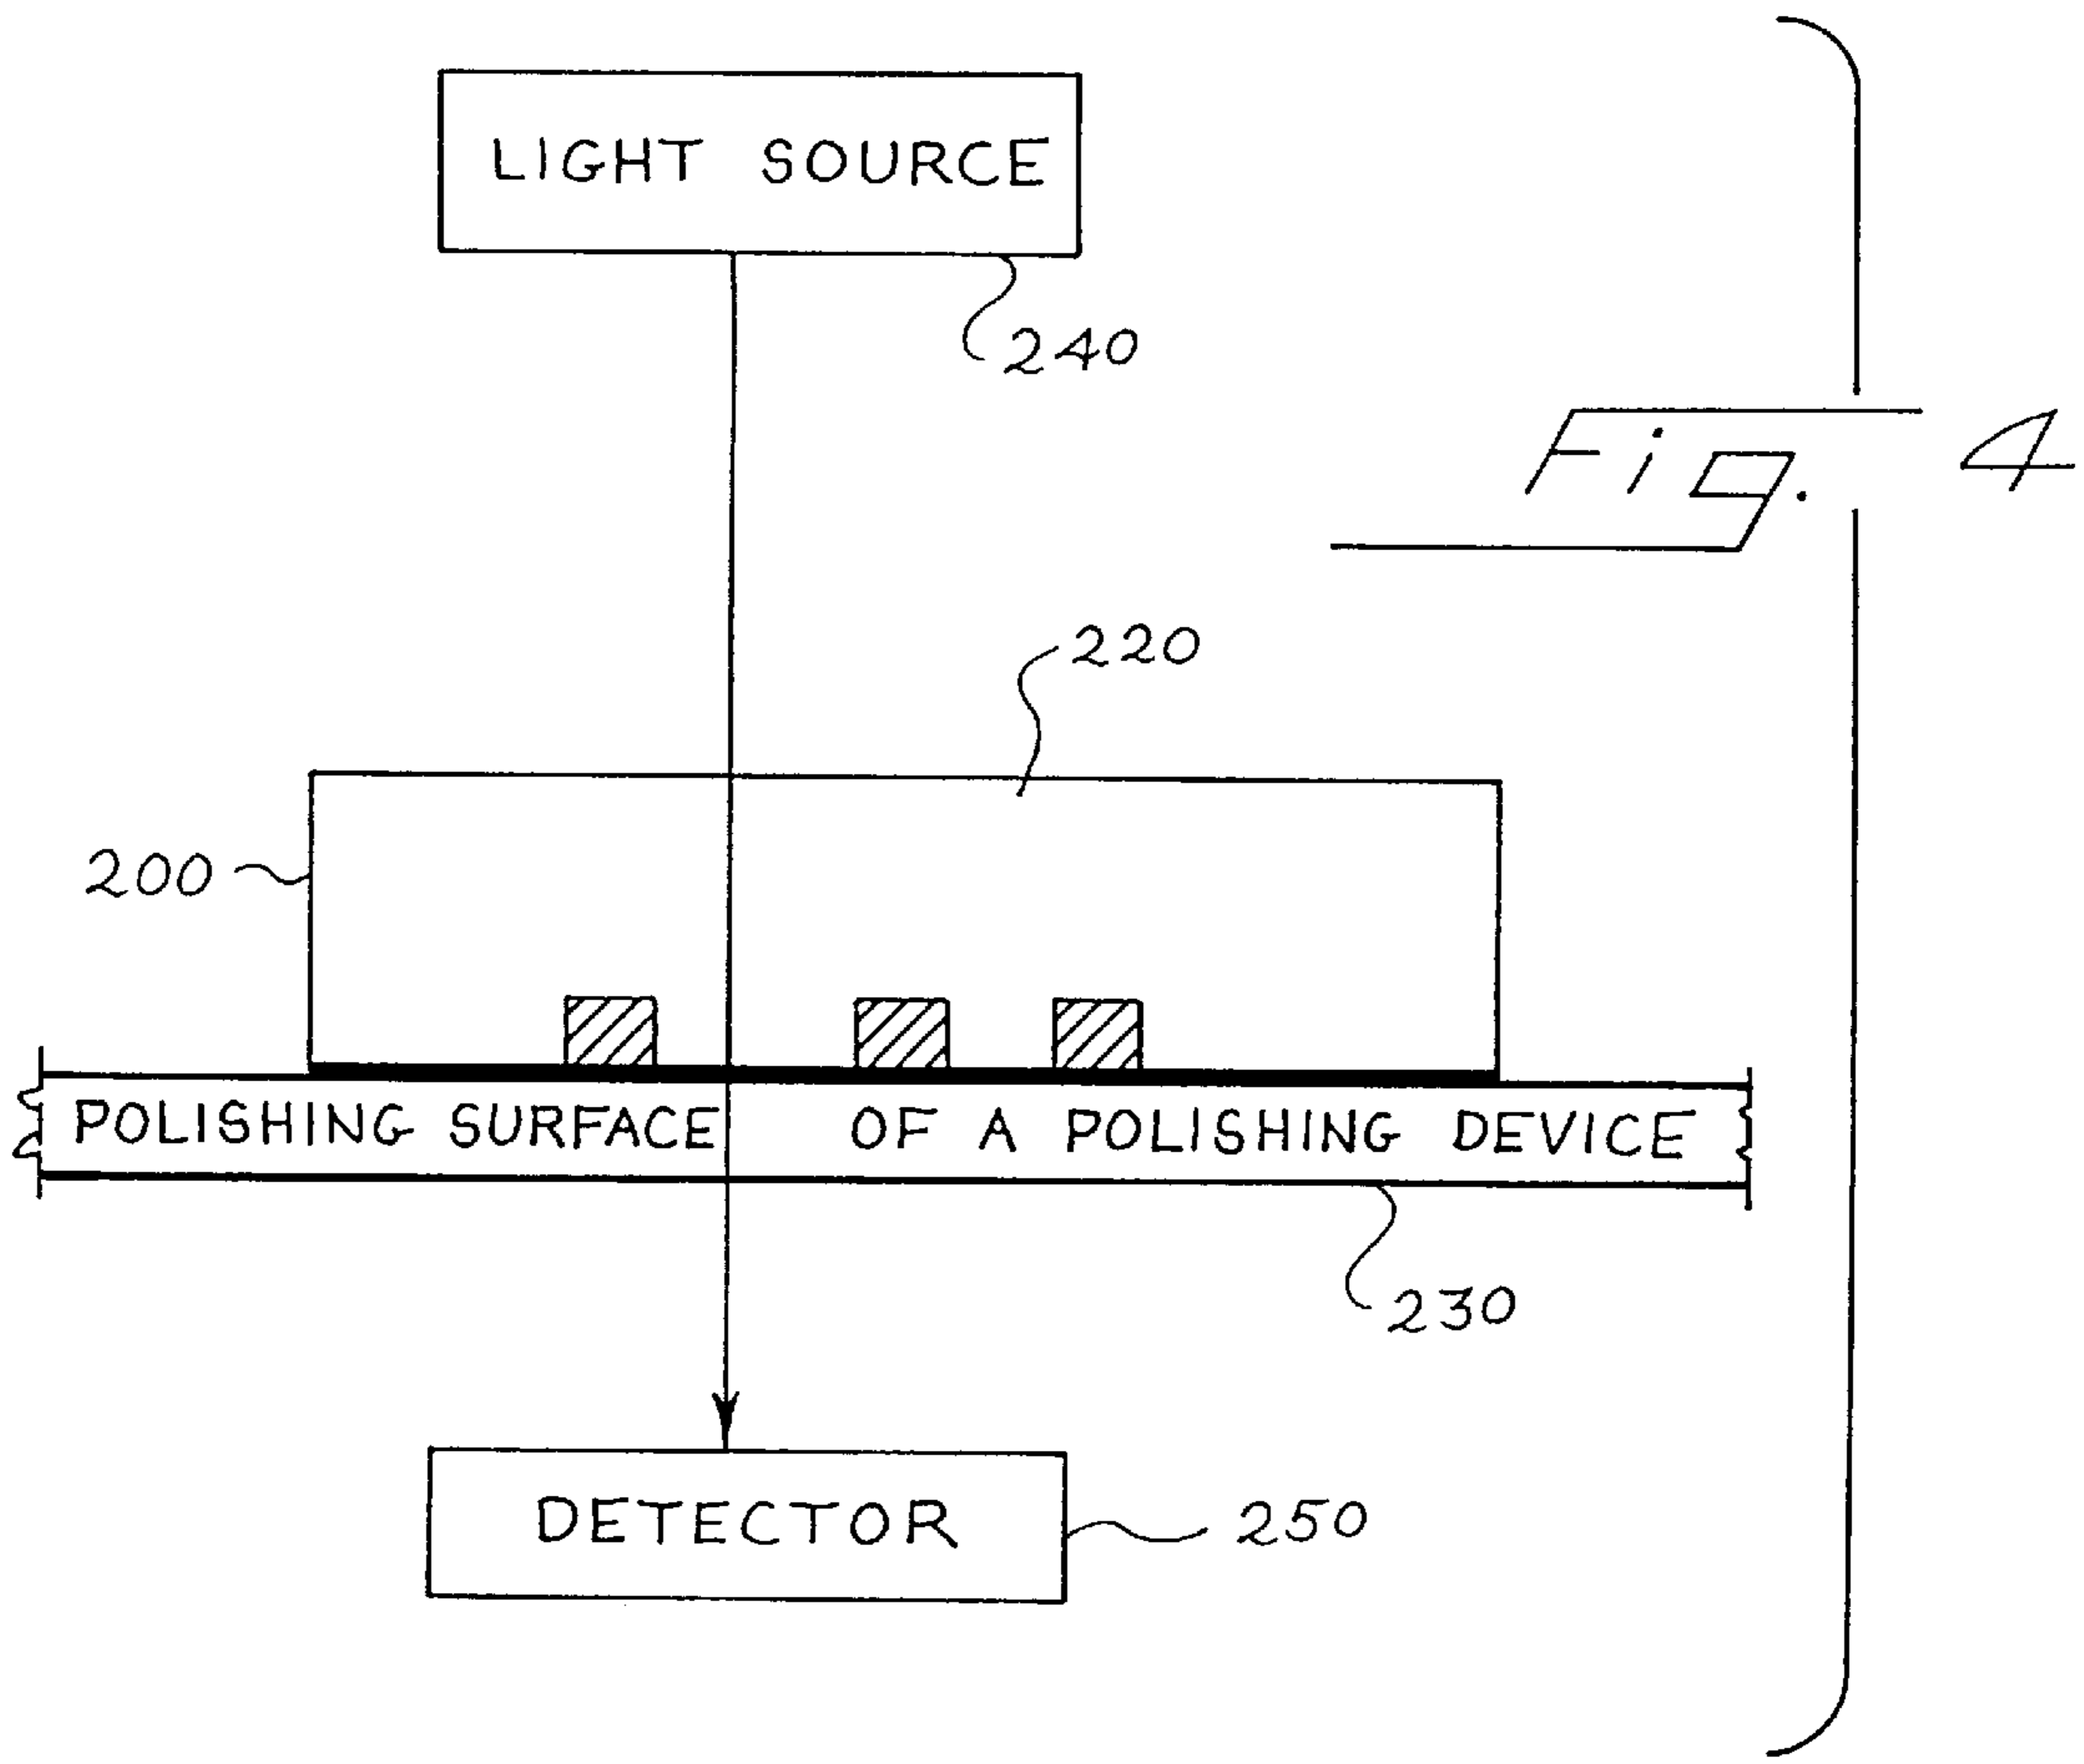 LIGHT SOURCE
240
Fig. 4
220
200
POLISHING SURFACE OF A POLISHING DEVICE
230
DETECTOR
250